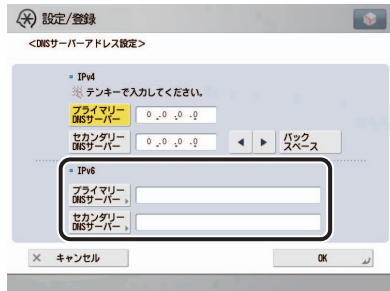 設定/登録
<DNSサーバーアドレス設定>
IPv4
テンキーで入力してください。
プライマリー
DNSサーバー
0 .0 .0 .0
セカンダリー
DNSサーバー
0 .0 .0 .0
◀ ▶
バック
スペース
IPv6
プライマリー
DNSサーバー
セカンダリー
DNSサーバー
× キャンセル
OK